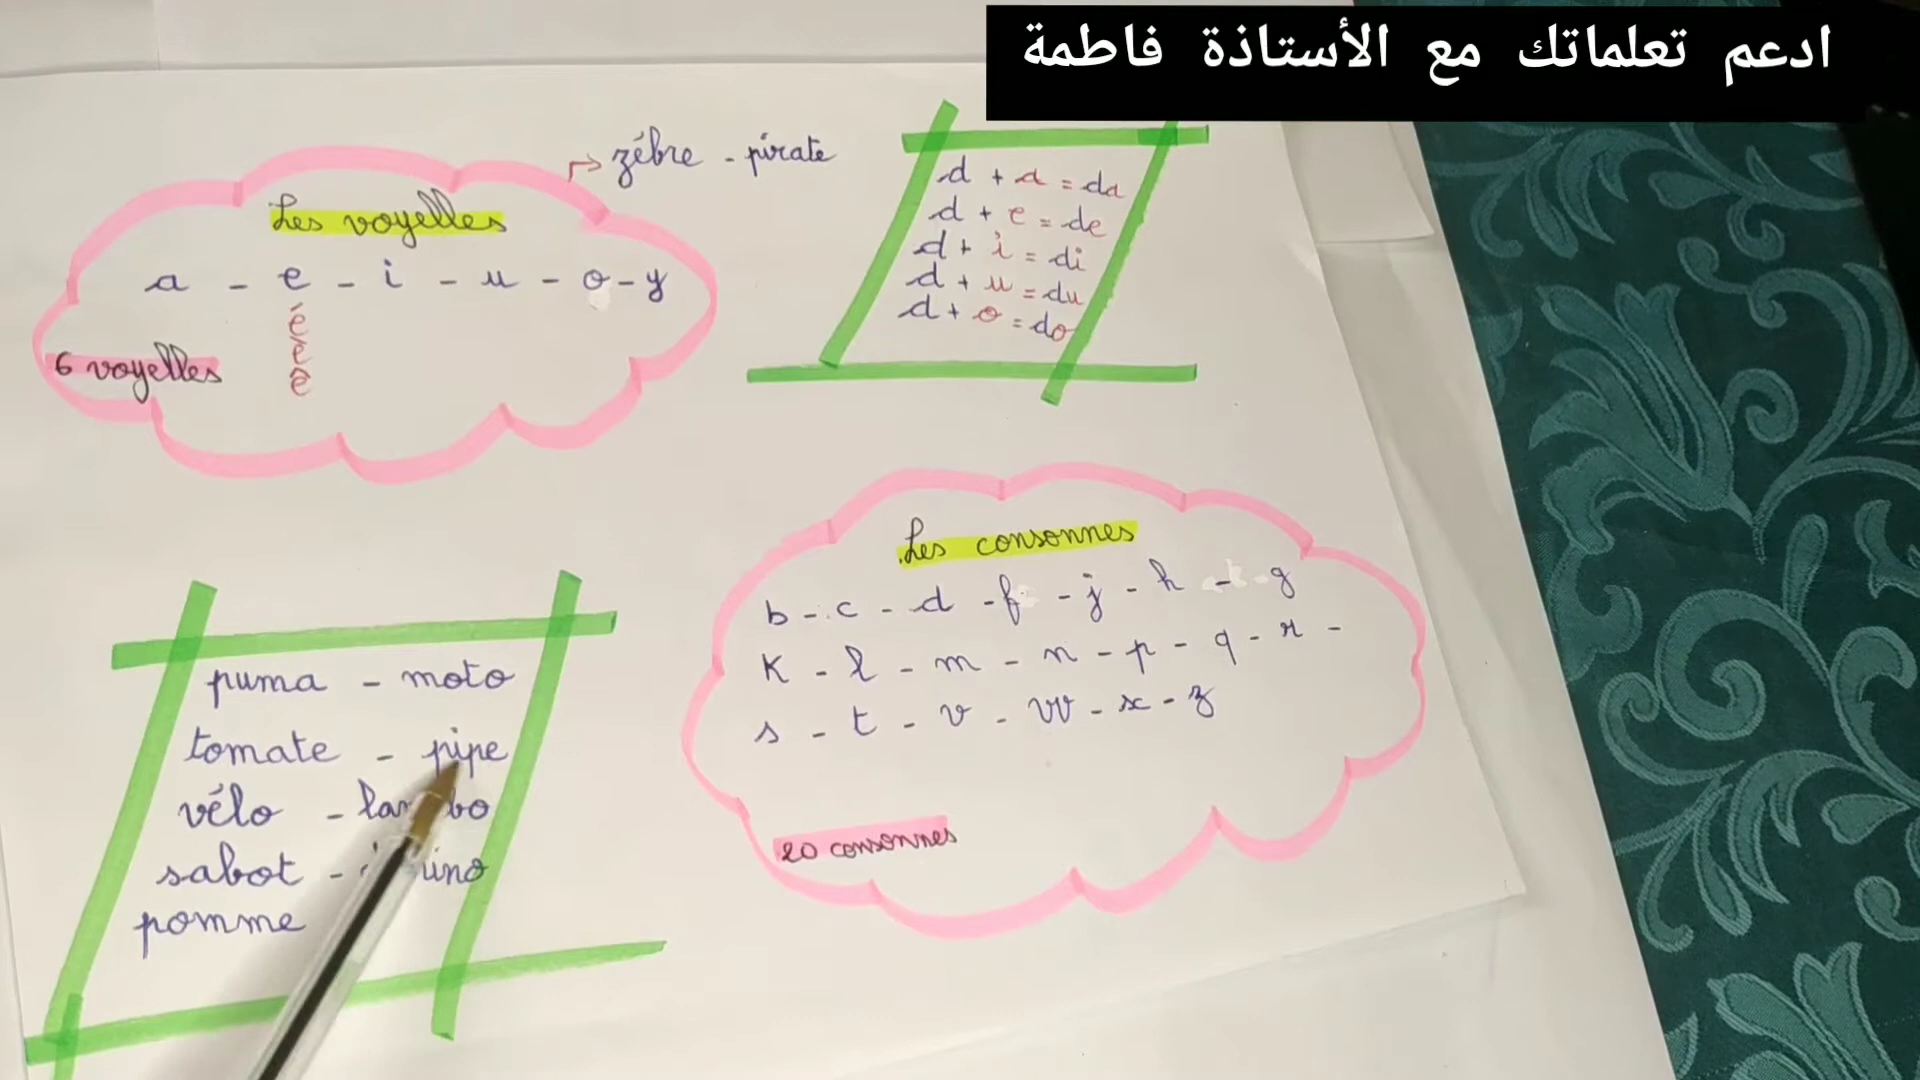 ادعم تعلماتك مع الأستاذة فاطمة
zébre - pirate
Les voyelles
a - e - i - u - o - y
é
è
ê
6 voyelles
d + a = da
d + e = de
d + i = di
d + u = du
d + o = do
Les consonnes
b - c - d - f - j - h - g
K - l - m - n - p - q - r -
s - t - v - w - x - z
20 consonnes
puma - moto
tomate - pipe
vélo -
sabot -
pomme